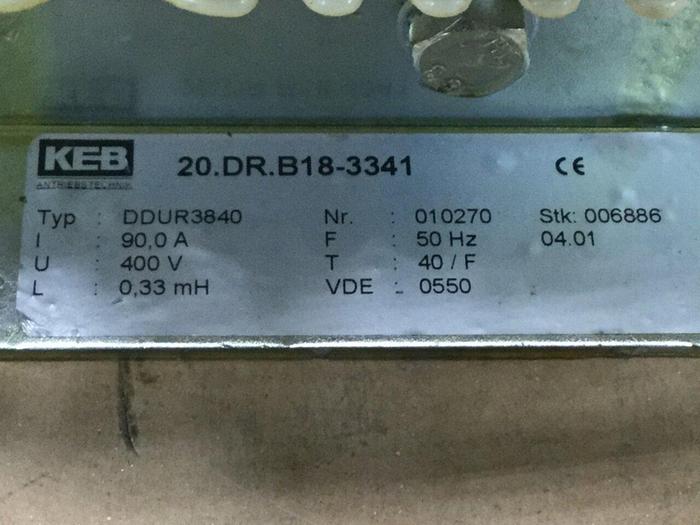 KEB 20.DR.B18-3341 CE
ANTRIEBSTECHNIK
Typ : DDUR3840 Nr. : 010270 Stk: 006886
I : 90,0 A F : 50 Hz 04.01
U : 400 V T : 40 / F
L : 0,33 mH VDE : 0550